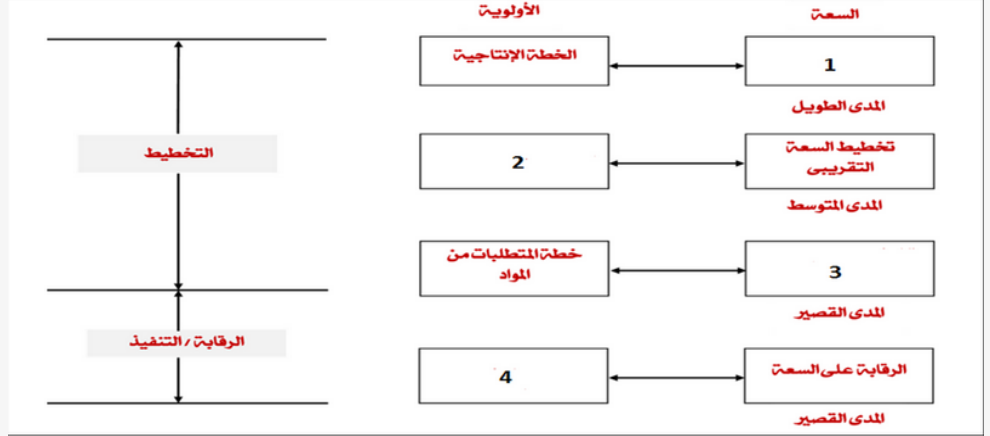 السعة
الأولوية
1
الخطة الإنتاجية
المدى الطويل
التخطيط
تخطيط السعة
التقريبي
2
المدى المتوسط
3
خطة المتطلبات من
المواد
المدى القصير
الرقابة / التنفيذ
الرقابة على السعة
4
المدى القصير